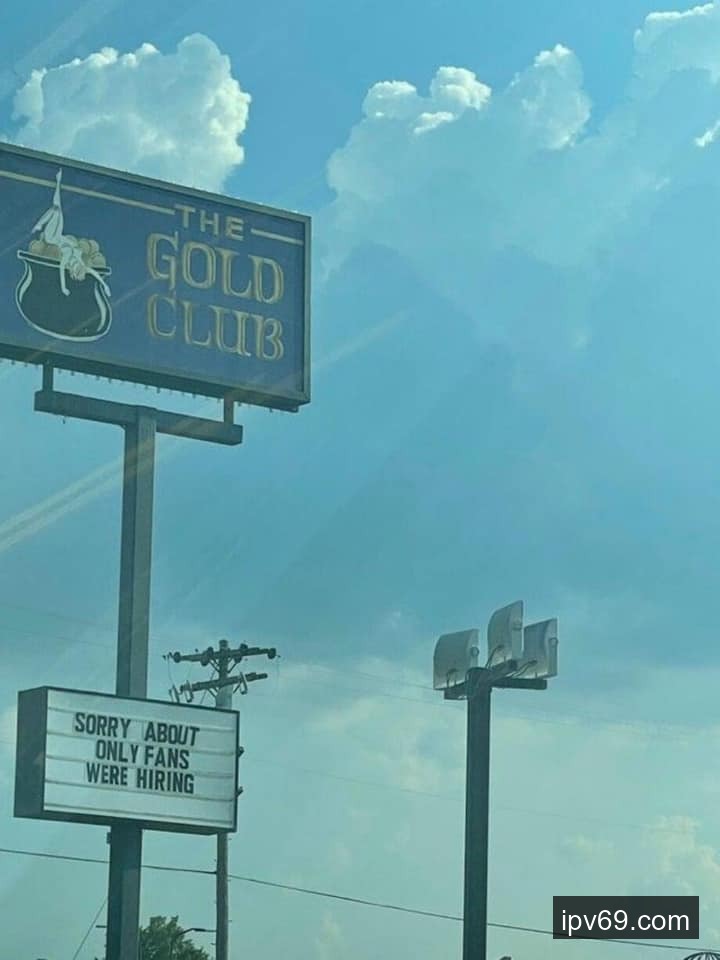 THE
GOLD
CLUB
SORRY ABOUT
ONLY FANS
WERE HIRING
ipv69.com